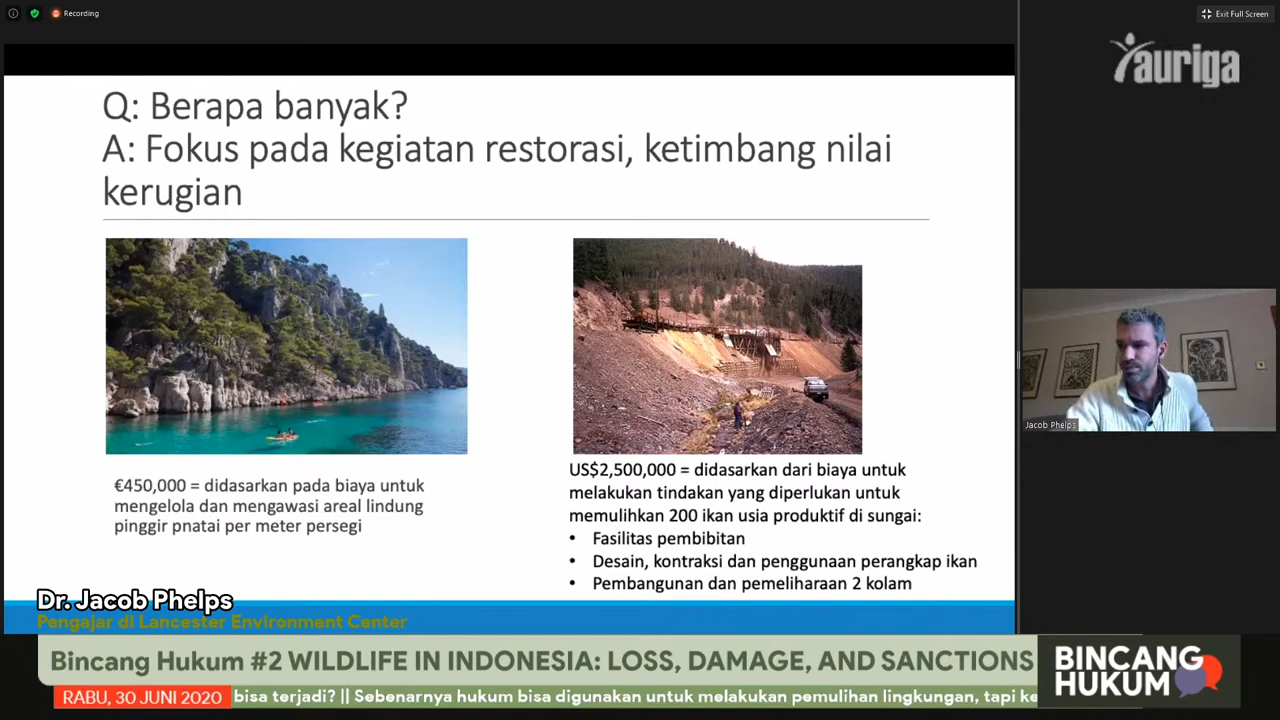 Recording
Exit Full Screen
auriga
Q: Berapa banyak?
A: Fokus pada kegiatan restorasi, ketimbang nilai
kerugian
€450,000 = didasarkan pada biaya untuk
mengelola dan mengawasi areal lindung
pinggir pnatai per meter persegi
US$2,500,000 = didasarkan dari biaya untuk
melakukan tindakan yang diperlukan untuk
memulihkan 200 ikan usia produktif di sungai:
• Fasilitas pembibitan
• Desain, kontraksi dan penggunaan perangkap ikan
• Pembangunan dan pemeliharaan 2 kolam
Jacob Phelps
Dr. Jacob Phelps
Pengajar di Lancester Environment Center
Bincang Hukum #2 WILDLIFE IN INDONESIA: LOSS, DAMAGE, AND SANCTIONS
BINCANG
HUKUM
RABU, 30 JUNI 2020 bisa terjadi? || Sebenarnya hukum bisa digunakan untuk melakukan pemulihan lingkungan, tapi ke